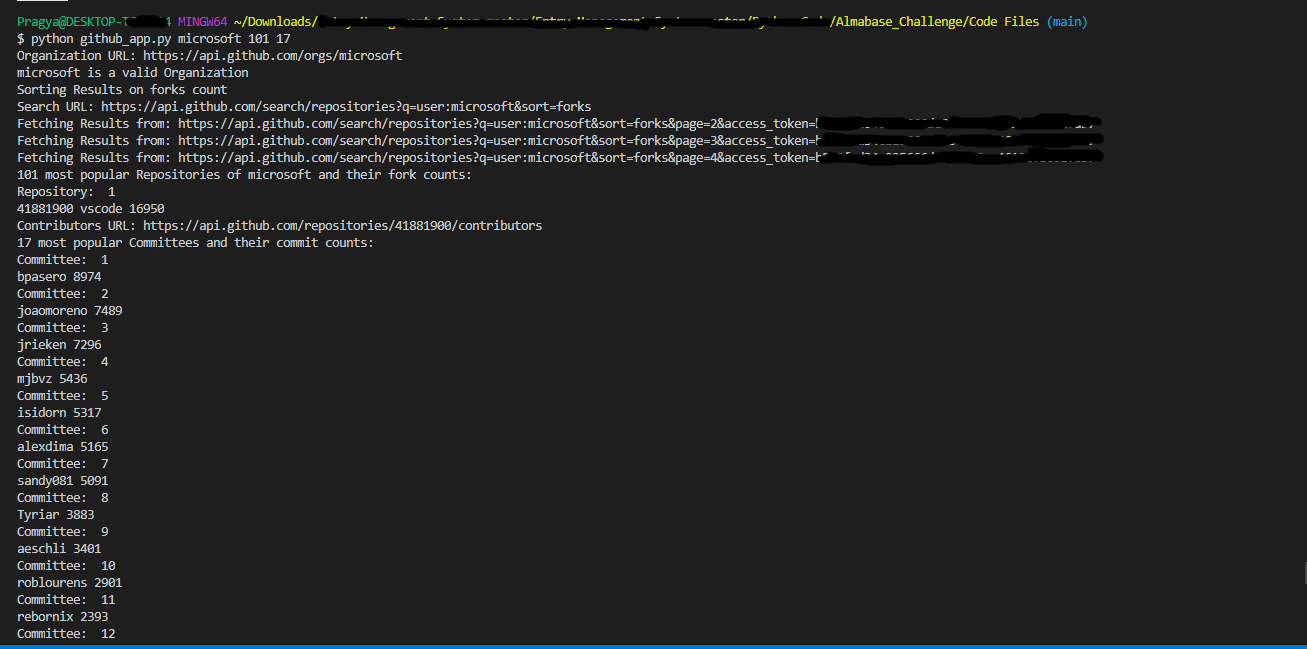 Pragya@DESKTOP- MINGW64 ~/Downloads/ /Almabase_Challenge/Code Files (main)
$ python github_app.py microsoft 101 17
Organization URL: https://api.github.com/orgs/microsoft
microsoft is a valid Organization
Sorting Results on forks count
Search URL: https://api.github.com/search/repositories?q=user:microsoft&sort=forks
Fetching Results from: https://api.github.com/search/repositories?q=user:microsoft&sort=forks&page=2&access_token=
Fetching Results from: https://api.github.com/search/repositories?q=user:microsoft&sort=forks&page=3&access_token=
Fetching Results from: https://api.github.com/search/repositories?q=user:microsoft&sort=forks&page=4&access_token=
101 most popular Repositories of microsoft and their fork counts:
Repository:  1
41881900 vscode 16950
Contributors URL: https://api.github.com/repositories/41881900/contributors
17 most popular Committees and their commit counts:
Committee:  1
bpasero 8974
Committee:  2
joaomoreno 7489
Committee:  3
jrieken 7296
Committee:  4
mjbvz 5436
Committee:  5
isidorn 5317
Committee:  6
alexdima 5165
Committee:  7
sandy081 5091
Committee:  8
Tyriar 3883
Committee:  9
aeschli 3401
Committee:  10
roblourens 2901
Committee:  11
rebornix 2393
Committee:  12